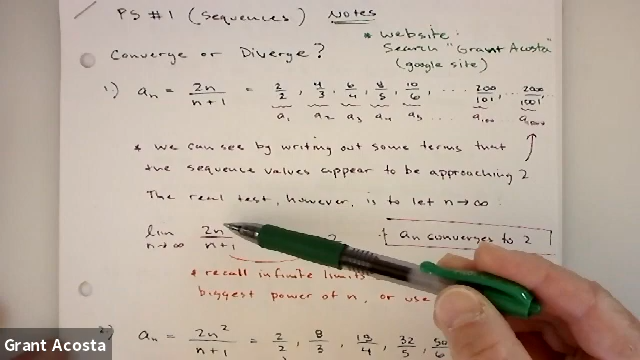 PS #1 (Sequences) Notes
* website:
Search "Grant Acosta"
(google site)
Converge or Diverge?
1) an = 2n/n+1 = 2/2, 4/3, 6/4, 8/5, 10/6, ... 200/101, ... 2000/1001,
a1 a2 a3 a4 a5 ... a100 a1000
* we can see by writing out some terms that
the sequence values appear to be approaching 2
The real test, however, is to let n→∞:
lim n→∞ 2n/n+1 2 an converges to 2
* recall infinite limits
biggest power of n, or use
2) an = 2n²/n+1 = 2/2, 8/3, 18/4, 32/5, 50
Grant Acosta